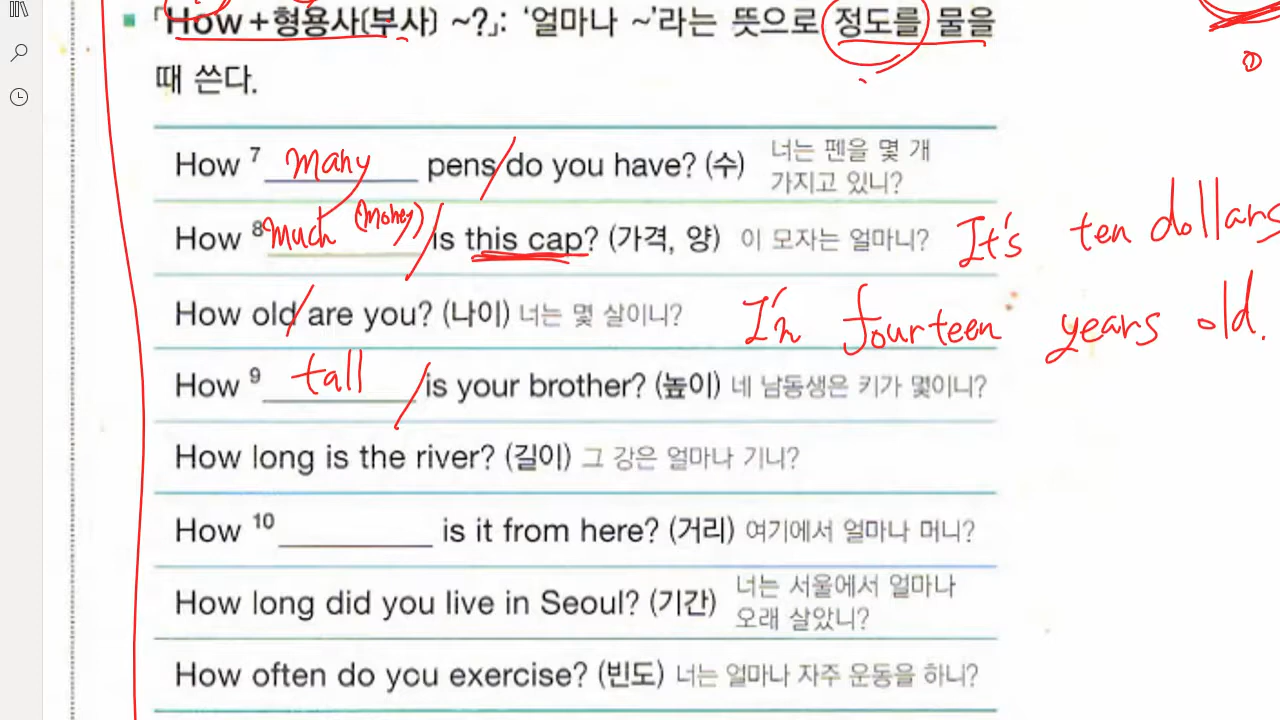 「How+형용사(부사) ~?」: ‘얼마나 ~’라는 뜻으로 정도를 물을
때 쓴다.
①
How 7 many pens do you have? (수) 너는 펜을 몇 개
가지고 있니?
How 8 much (money) is this cap? (가격, 양) 이 모자는 얼마니? It's ten dollars
How old are you? (나이) 너는 몇 살이니? I'm fourteen years old.
How 9 tall is your brother? (높이) 네 남동생은 키가 몇이니?
How long is the river? (길이) 그 강은 얼마나 기니?
How 10 ________ is it from here? (거리) 여기에서 얼마나 머니?
How long did you live in Seoul? (기간) 너는 서울에서 얼마나
오래 살았니?
How often do you exercise? (빈도) 너는 얼마나 자주 운동을 하니?